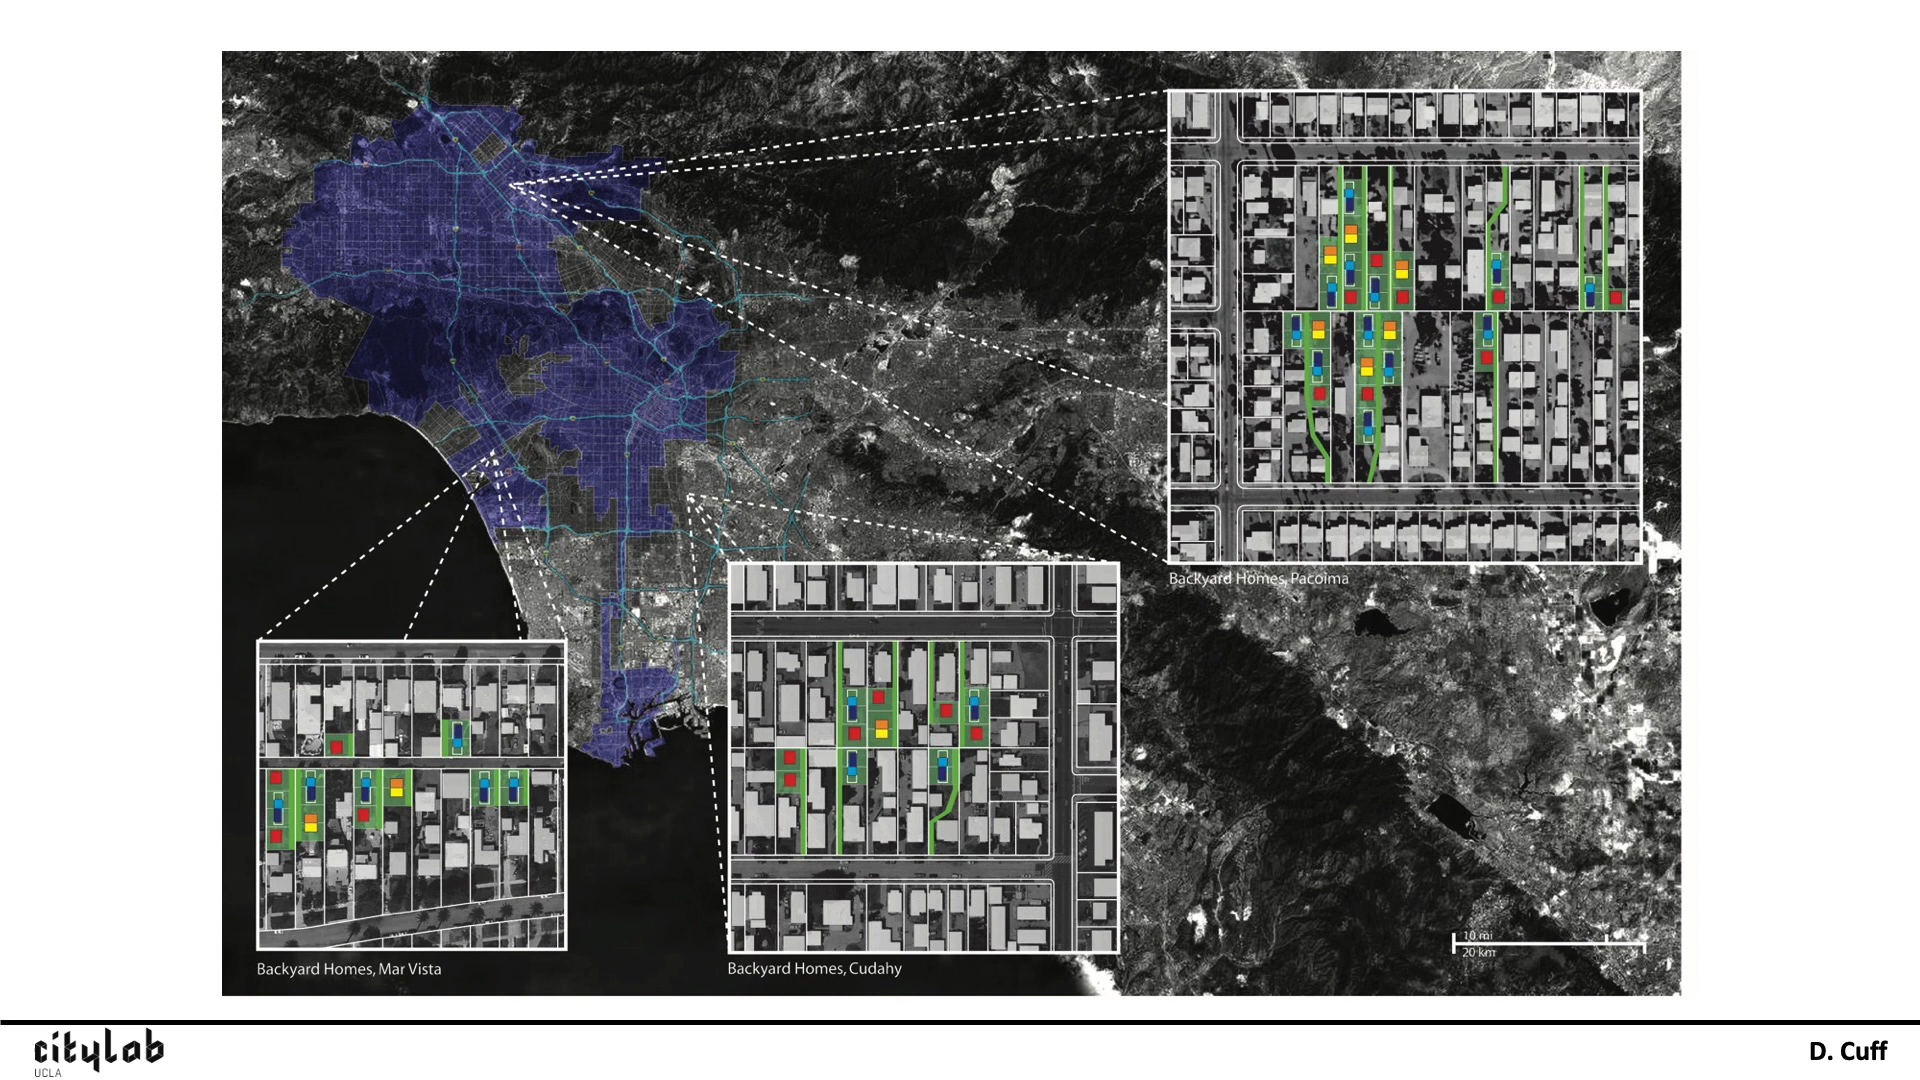 Backyard Homes, Pacoima
10 mi
20 km
Backyard Homes, Mar Vista
Backyard Homes, Cudahy
citylab
UCLA
D. Cuff